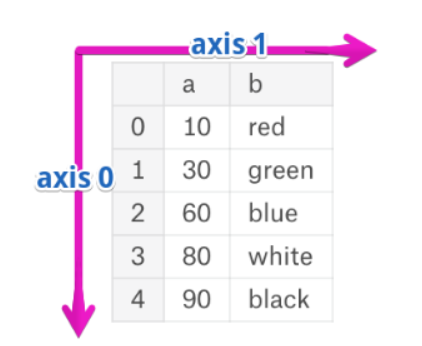 axis 1
a b
0 10 red
axis 0 1 30 green
2 60 blue
3 80 white
4 90 black